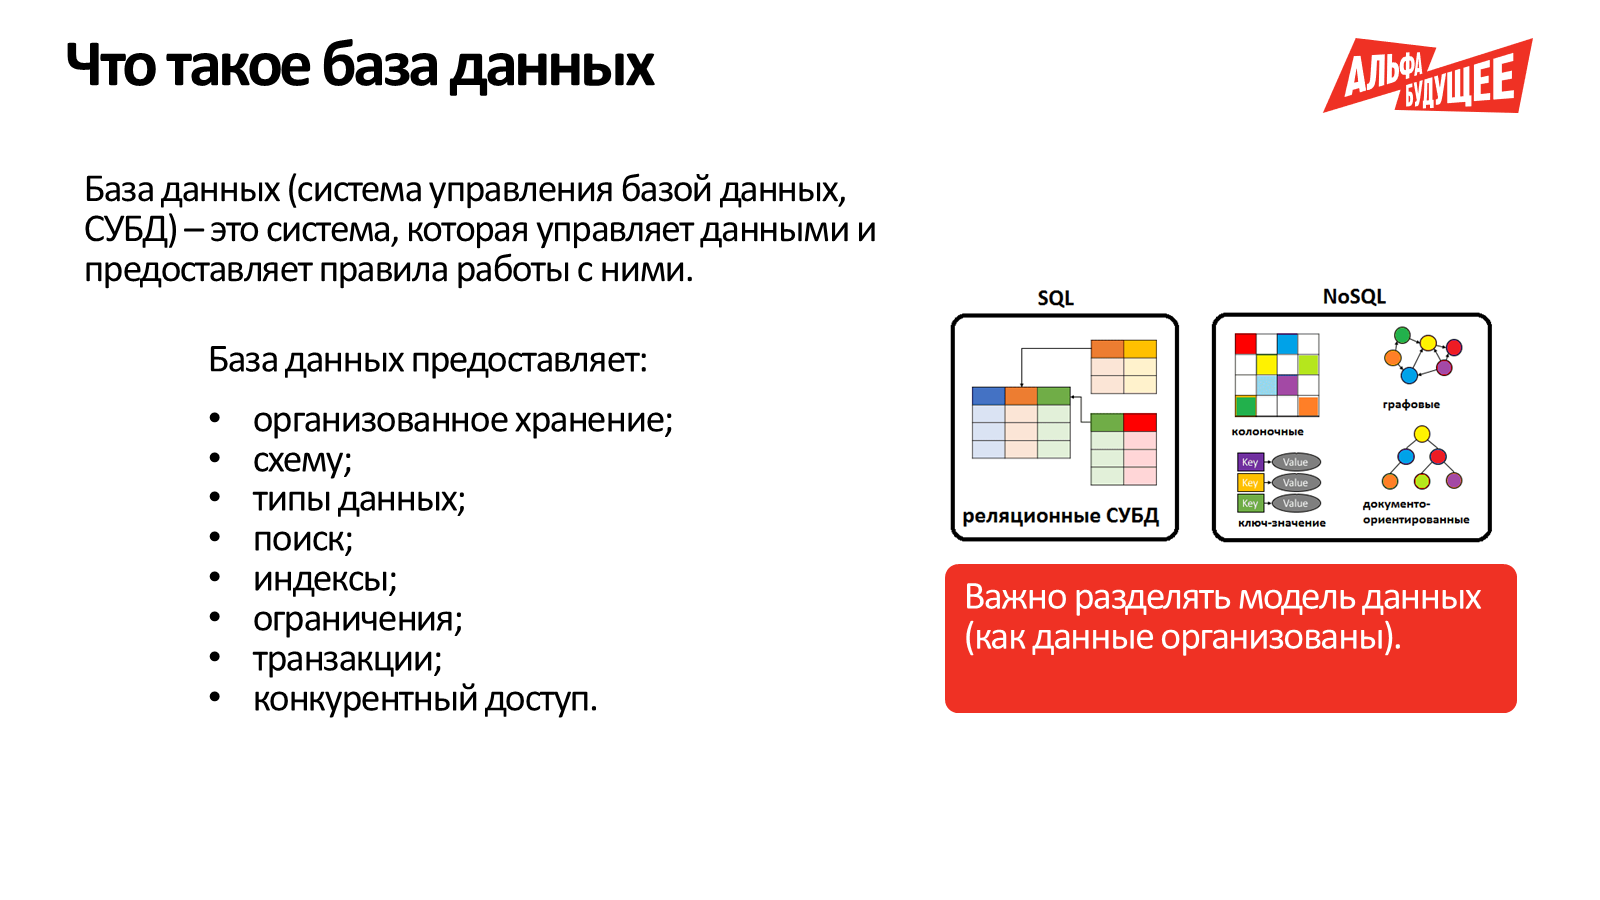 Что такое база данных
АЛЬФА
БУДУЩЕЕ
База данных (система управления базой данных,
СУБД) – это система, которая управляет данными и
предоставляет правила работы с ними.
База данных предоставляет:
• организованное хранение;
• схему;
• типы данных;
• поиск;
• индексы;
• ограничения;
• транзакции;
• конкурентный доступ.
SQL
реляционные СУБД
NoSQL
колоночные
графовые
Key Value
Key Value
Key Value
ключ-значение
документо-
ориентированные
Важно разделять модель данных
(как данные организованы).